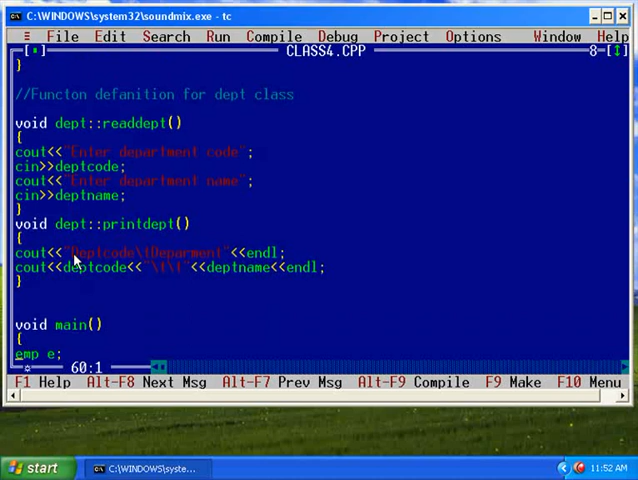 C:\WINDOWS\system32\soundmix.exe - tc
≡ File Edit Search Run Compile Debug Project Options Window Help
[■] CLASS4.CPP 8=[↕]
}
//Functon defanition for dept class
void dept::readdept()
{
cout<<"Enter department code";
cin>>deptcode;
cout<<"Enter department name";
cin>>deptname;
}
void dept::printdept()
{
cout<<"Deptcode\tDeparment"<<endl;
cout<<deptcode<<"\t\t"<<deptname<<endl;
}
void main()
{
emp e;
60:1
F1 Help Alt-F8 Next Msg Alt-F7 Prev Msg Alt-F9 Compile F9 Make F10 Menu
start C:\WINDOWS\syste... 11:52 AM